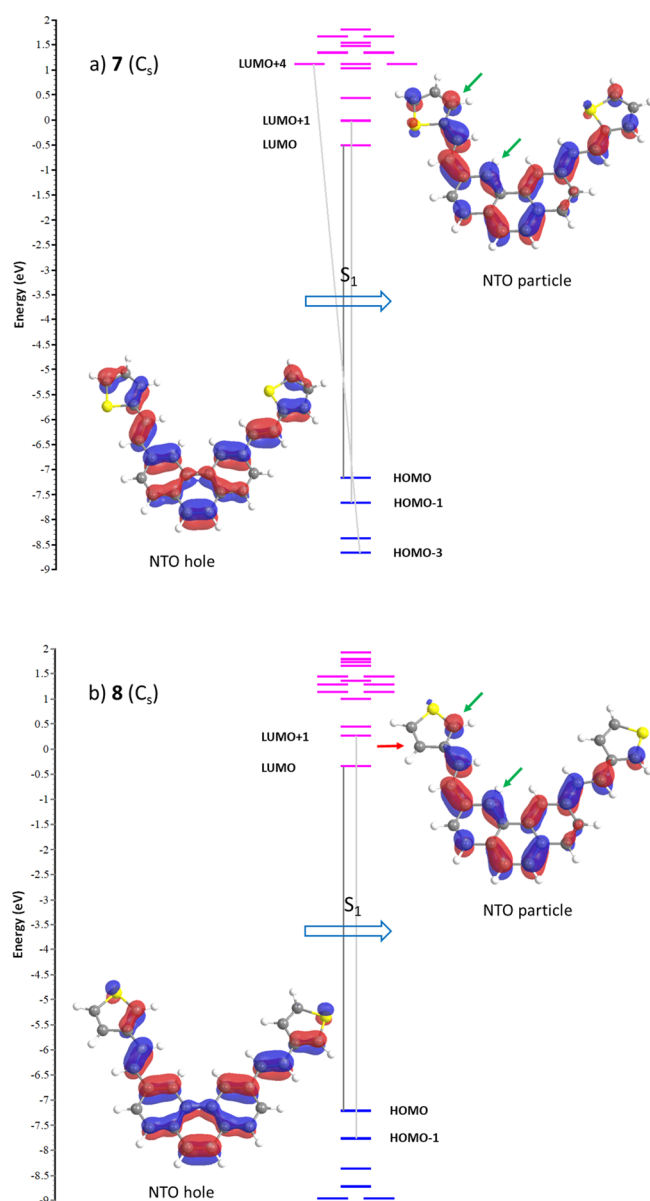 a) 7 (Cs)
Energy (eV)
2
1.5
1
0.5
0
-0.5
-1
-1.5
-2
-2.5
-3
-3.5
-4
-4.5
-5
-5.5
-6
-6.5
-7
-7.5
-8
-8.5
-9
LUMO+4
LUMO+1
LUMO
NTO particle
S1
HOMO
HOMO-1
HOMO-3
NTO hole
b) 8 (Cs)
Energy (eV)
2
1.5
1
0.5
0
-0.5
-1
-1.5
-2
-2.5
-3
-3.5
-4
-4.5
-5
-5.5
-6
-6.5
-7
-7.5
-8
-8.5
-9
LUMO+1
LUMO
NTO particle
S1
HOMO
HOMO-1
NTO hole